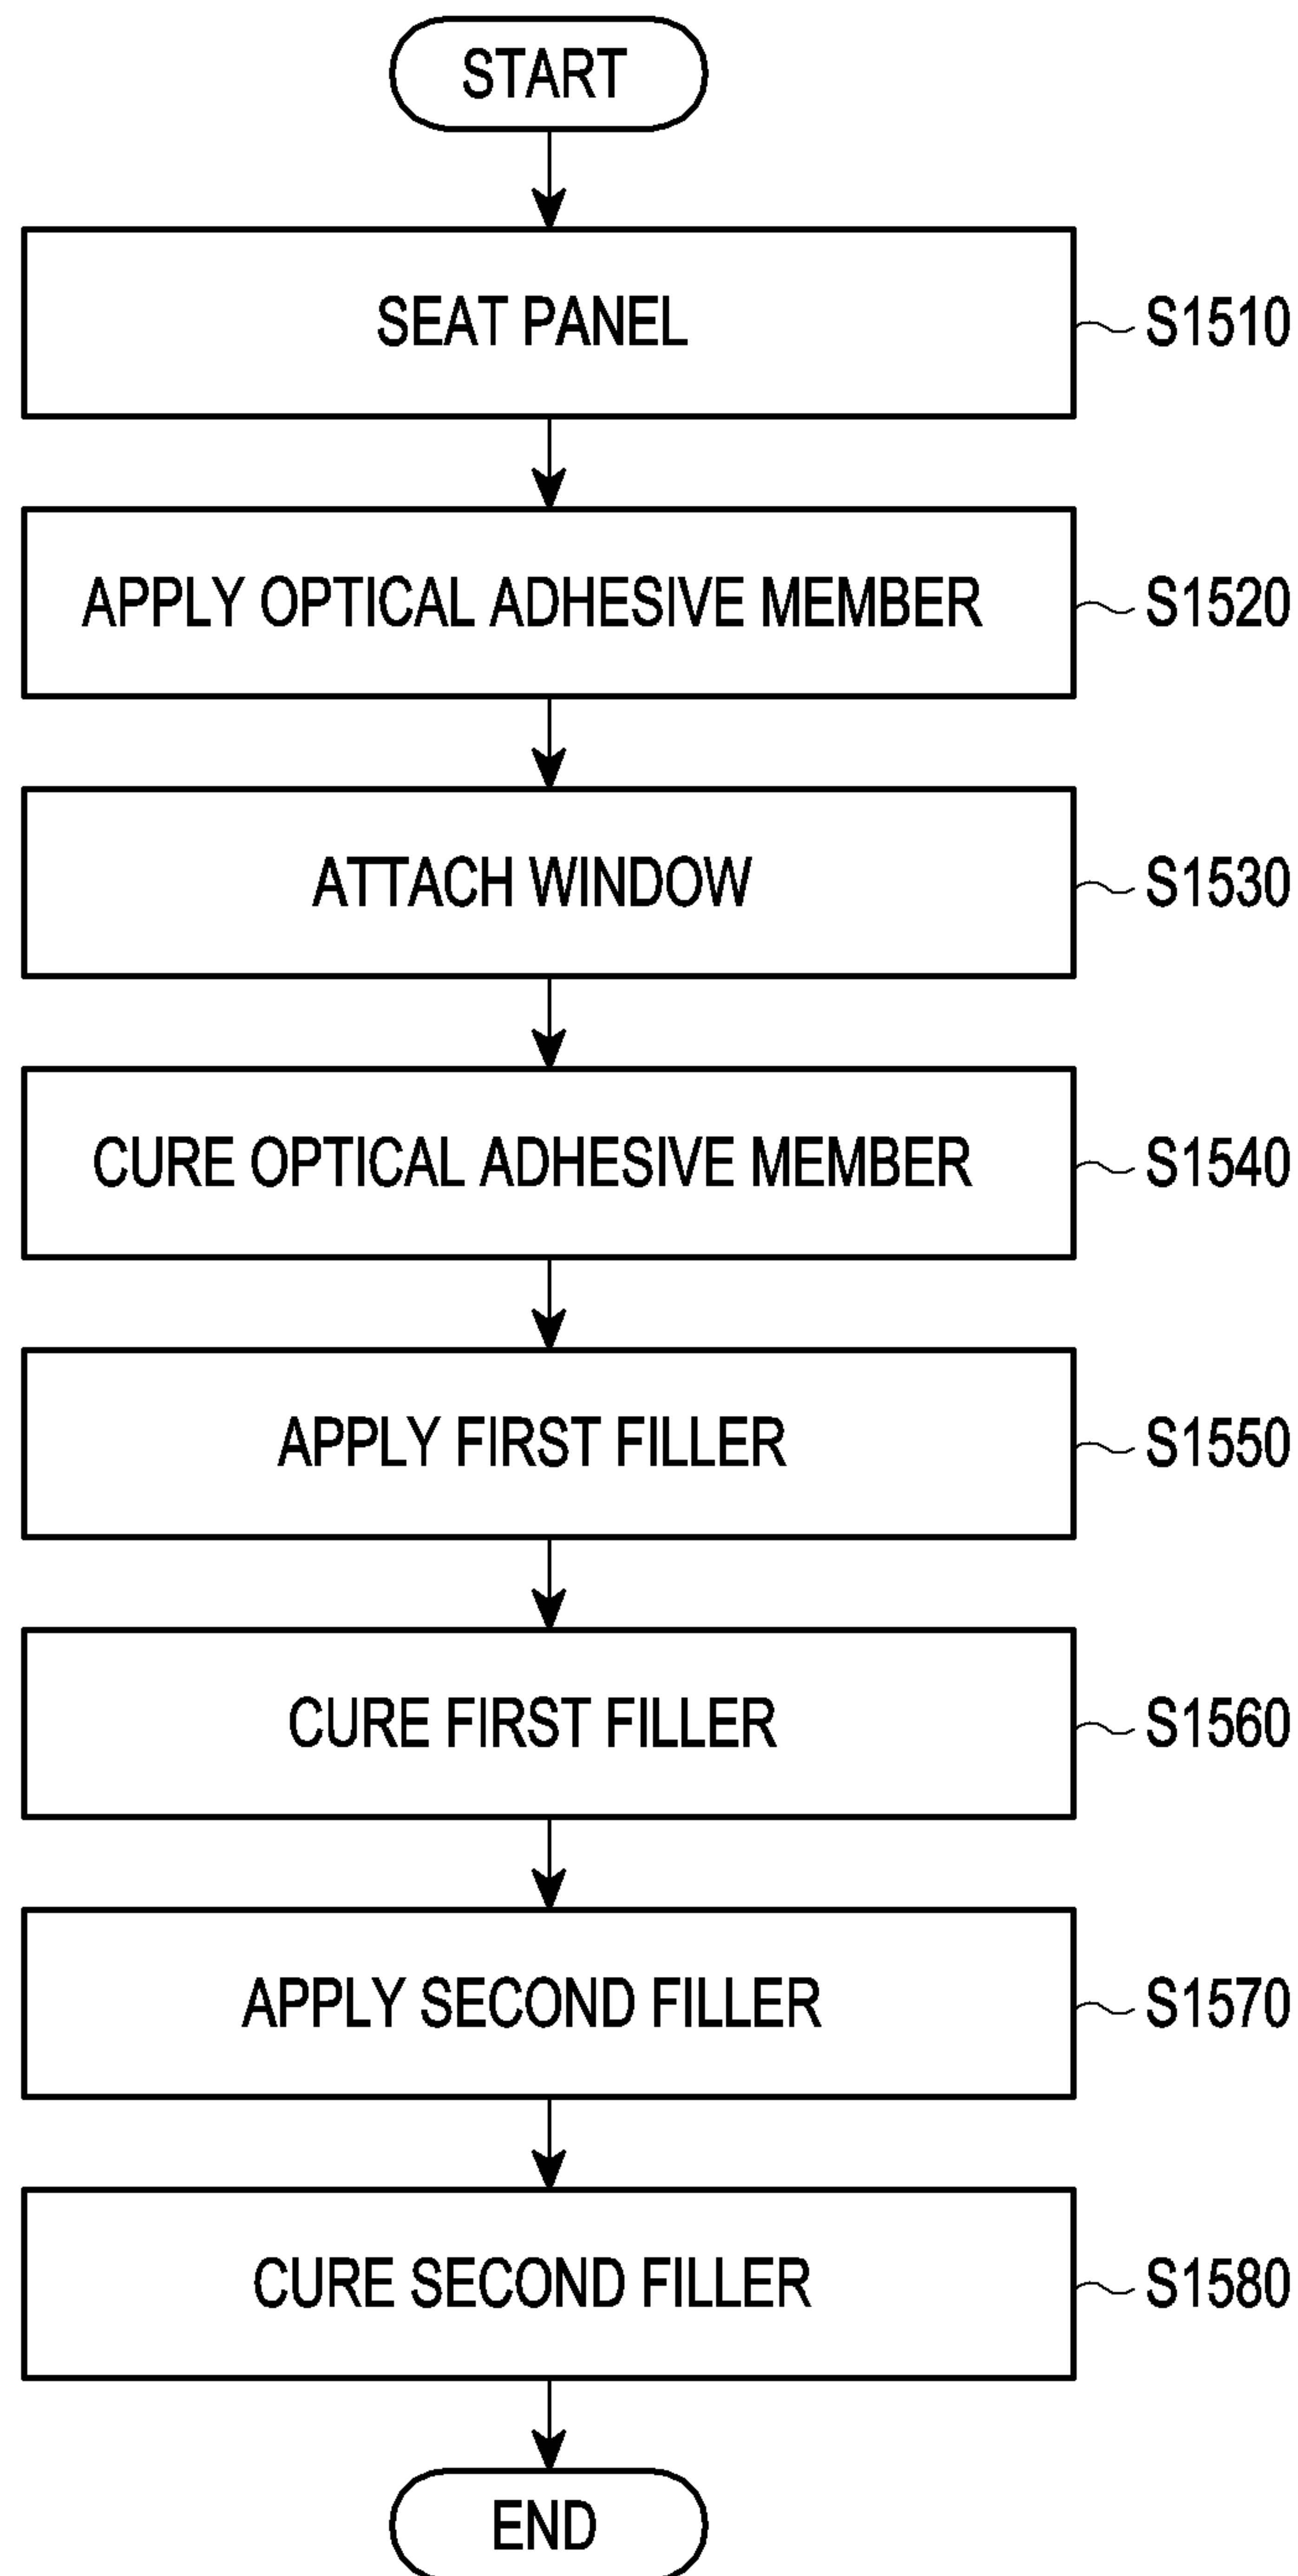 START
SEAT PANEL
S1510
APPLY OPTICAL ADHESIVE MEMBER
S1520
ATTACH WINDOW
S1530
CURE OPTICAL ADHESIVE MEMBER
S1540
APPLY FIRST FILLER
S1550
CURE FIRST FILLER
S1560
APPLY SECOND FILLER
S1570
CURE SECOND FILLER
S1580
END